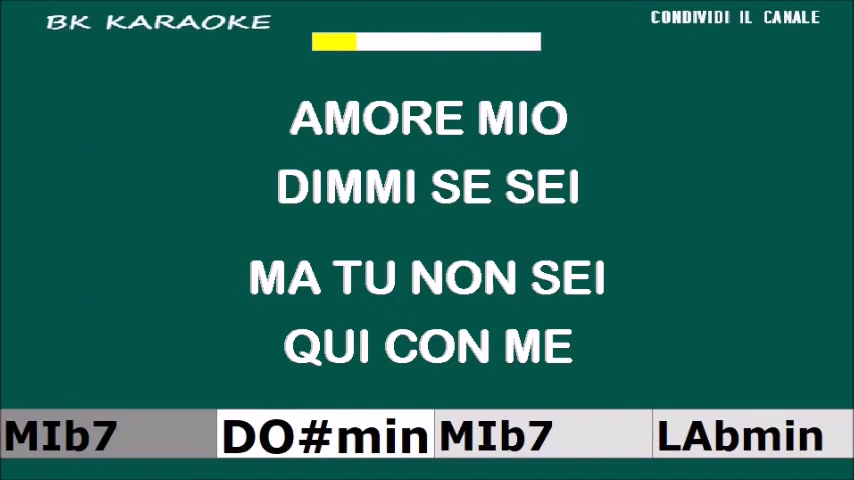 BK KARAOKE
CONDIVIDI IL CANALE
AMORE MIO
DIMMI SE SEI
MA TU NON SEI
QUI CON ME
MIb7 DO#min MIb7 LAbmin